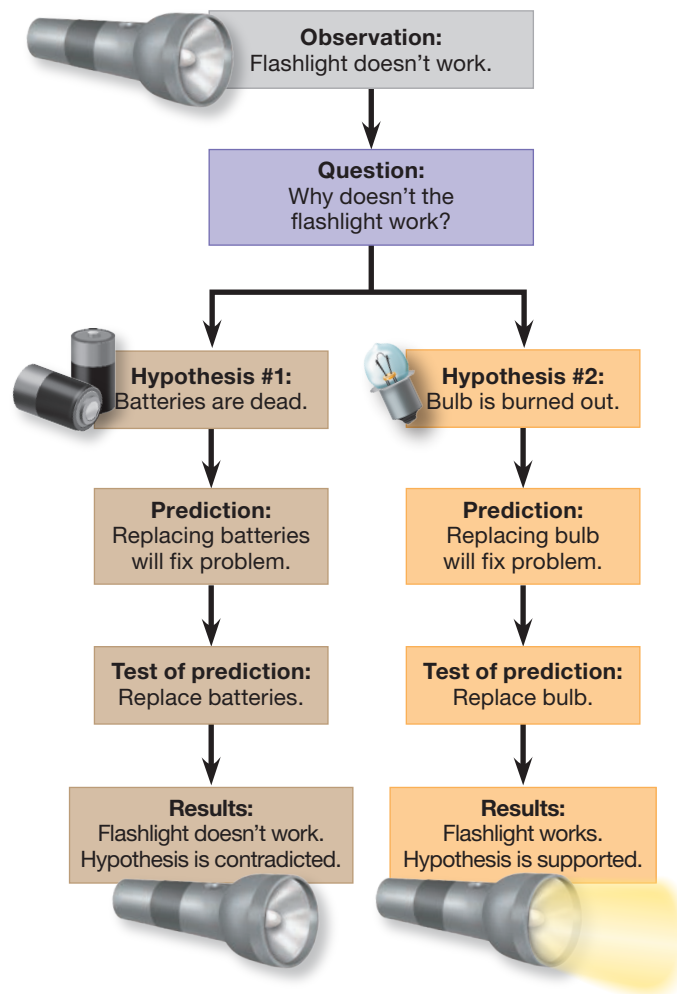 Observation:
Flashlight doesn’t work.
Question:
Why doesn’t the
flashlight work?
Hypothesis #1:
Batteries are dead.
Prediction:
Replacing batteries
will fix problem.
Test of prediction:
Replace batteries.
Results:
Flashlight doesn’t work.
Hypothesis is contradicted.
Hypothesis #2:
Bulb is burned out.
Prediction:
Replacing bulb
will fix problem.
Test of prediction:
Replace bulb.
Results:
Flashlight works.
Hypothesis is supported.